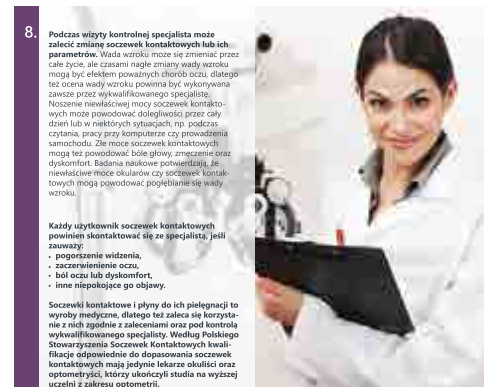 8.
Podczas wizyty kontrolnej specjalista może
zalecić zmianę soczewek kontaktowych lub ich
parametrów. Wada wzroku może się zmieniać przez
całe życie, ale czasami nagłe zmiany wady wzroku
mogą być efektem poważnych chorób oczu, dlatego
też ocena wady wzroku powinna być wykonywana
zawsze przez wykwalifikowanego specjalistę.
Noszenie niewłaściwej mocy soczewek kontakto-
wych może powodować dolegliwości przez cały
dzień lub w niektórych sytuacjach, np. podczas
czytania, pracy przy komputerze czy prowadzenia
samochodu. Złe moce soczewek kontaktowych
mogą też powodować bóle głowy, zmęczenie oraz
dyskomfort. Badania naukowe potwierdzają, że
niewłaściwe moce okularów czy soczewek kontak-
towych mogą powodować pogłębianie się wady
wzroku.
Każdy użytkownik soczewek kontaktowych
powinien skontaktować się ze specjalistą, jeśli
zauważy:
• pogorszenie widzenia,
• zaczerwienienie oczu,
• ból oczu lub dyskomfort,
• inne niepokojące go objawy.
Soczewki kontaktowe i płyny do ich pielęgnacji to
wyroby medyczne, dlatego też zaleca się korzysta-
nie z nich zgodnie z zaleceniami oraz pod kontrolą
wykwalifikowanego specjalisty. Według Polskiego
Stowarzyszenia Soczewek Kontaktowych kwali-
fikacje odpowiednie do dopasowania soczewek
kontaktowych mają jedynie lekarze okuliści oraz
optometryści, którzy ukończyli studia na wyższej
uczelni z zakresu optometrii.